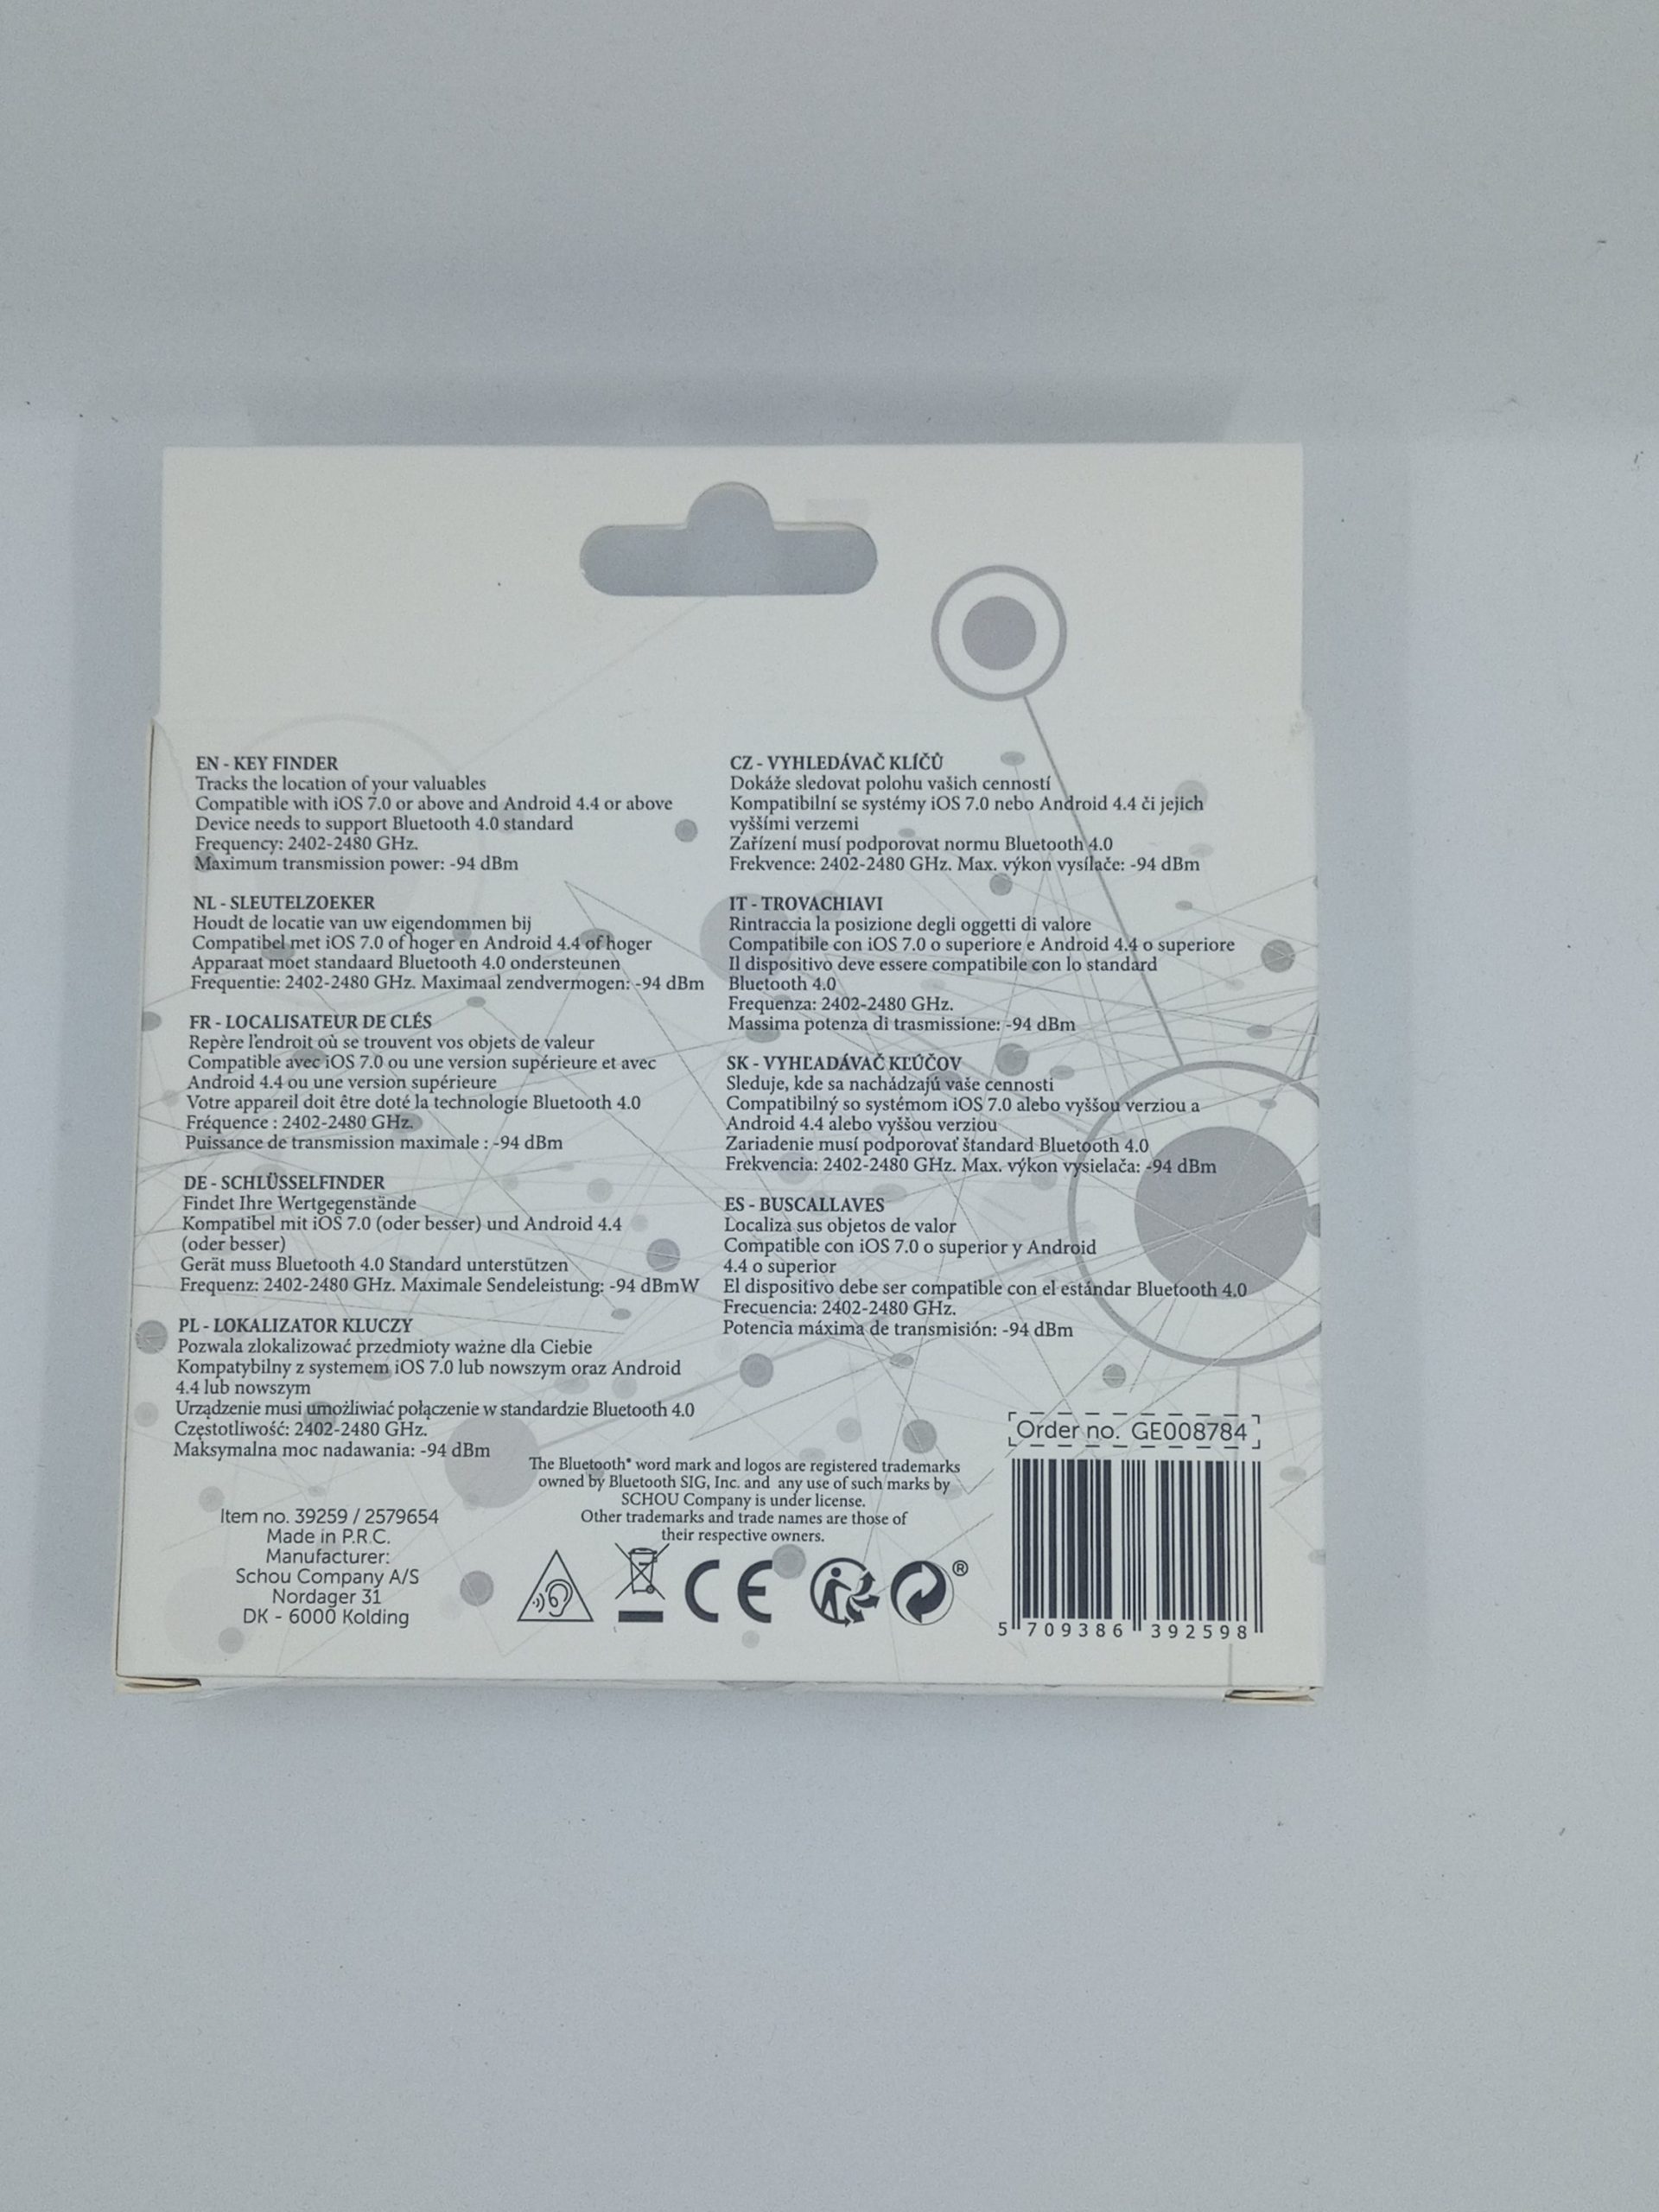 EN - KEY FINDER
Tracks the location of your valuables
Compatible with iOS 7.0 or above and Android 4.4 or above
Device needs to support Bluetooth 4.0 standard
Frequency: 2402-2480 GHz.
Maximum transmission power: -94 dBm
NL - SLEUTELZOEKER
Houdt de locatie van uw eigendommen bij
Compatibel met iOS 7.0 of hoger en Android 4.4 of hoger
Apparaat moet standaard Bluetooth 4.0 ondersteunen
Frequentie: 2402-2480 GHz. Maximaal zendvermogen: -94 dBm
FR - LOCALISATEUR DE CLÉS
Repère l'endroit où se trouvent vos objets de valeur
Compatible avec iOS 7.0 ou une version supérieure et avec
Android 4.4 ou une version supérieure
Votre appareil doit être doté la technologie Bluetooth 4.0
Fréquence : 2402-2480 GHz.
Puissance de transmission maximale : -94 dBm
DE - SCHLÜSSELFINDER
Findet Ihre Wertgegenstände
Kompatibel mit iOS 7.0 (oder besser) und Android 4.4
(oder besser)
Gerät muss Bluetooth 4.0 Standard unterstützen
Frequenz: 2402-2480 GHz. Maximale Sendeleistung: -94 dBmW
PL - LOKALIZATOR KLUCZY
Pozwala zlokalizować przedmioty ważne dla Ciebie
Kompatybilny z systemem iOS 7.0 lub nowszym oraz Android
4.4 lub nowszym
Urządzenie musi umożliwiać połączenie w standardzie Bluetooth 4.0
Częstotliwość: 2402-2480 GHz.
Maksymalna moc nadawania: -94 dBm
CZ - VYHLEDÁVAČ KLÍČŮ
Dokáže sledovat polohu vašich cenností
Kompatibilní se systémy iOS 7.0 nebo Android 4.4 či jejich
vyššími verzemi
Zařízení musí podporovat normu Bluetooth 4.0
Frekvence: 2402-2480 GHz. Max. výkon vysílače: -94 dBm
IT - TROVACHIAVI
Rintraccia la posizione degli oggetti di valore
Compatibile con iOS 7.0 o superiore e Android 4.4 o superiore
Il dispositivo deve essere compatibile con lo standard
Bluetooth 4.0
Frequenza: 2402-2480 GHz.
Massima potenza di trasmissione: -94 dBm
SK - VYHĽADÁVAČ KĽÚČOV
Sleduje, kde sa nachádzajú vaše cennosti
Compatibilný so systémom iOS 7.0 alebo vyššou verziou a
Android 4.4 alebo vyššou verziou
Zariadenie musí podporovať štandard Bluetooth 4.0
Frekvencia: 2402-2480 GHz. Max. výkon vysielača: -94 dBm
ES - BUSCALLAVES
Localiza sus objetos de valor
Compatible con iOS 7.0 o superior y Android
4.4 o superior
El dispositivo debe ser compatible con el estándar Bluetooth 4.0
Frecuencia: 2402-2480 GHz.
Potencia máxima de transmisión: -94 dBm
Item no. 39259 / 2579654
Made in P.R.C.
Manufacturer:
Schou Company A/S
Nordager 31
DK - 6000 Kolding
The Bluetooth® word mark and logos are registered trademarks
owned by Bluetooth SIG, Inc. and any use of such marks by
SCHOU Company is under license.
Other trademarks and trade names are those of
their respective owners.
CE
®
Order no. GE008784
5 709386 392598